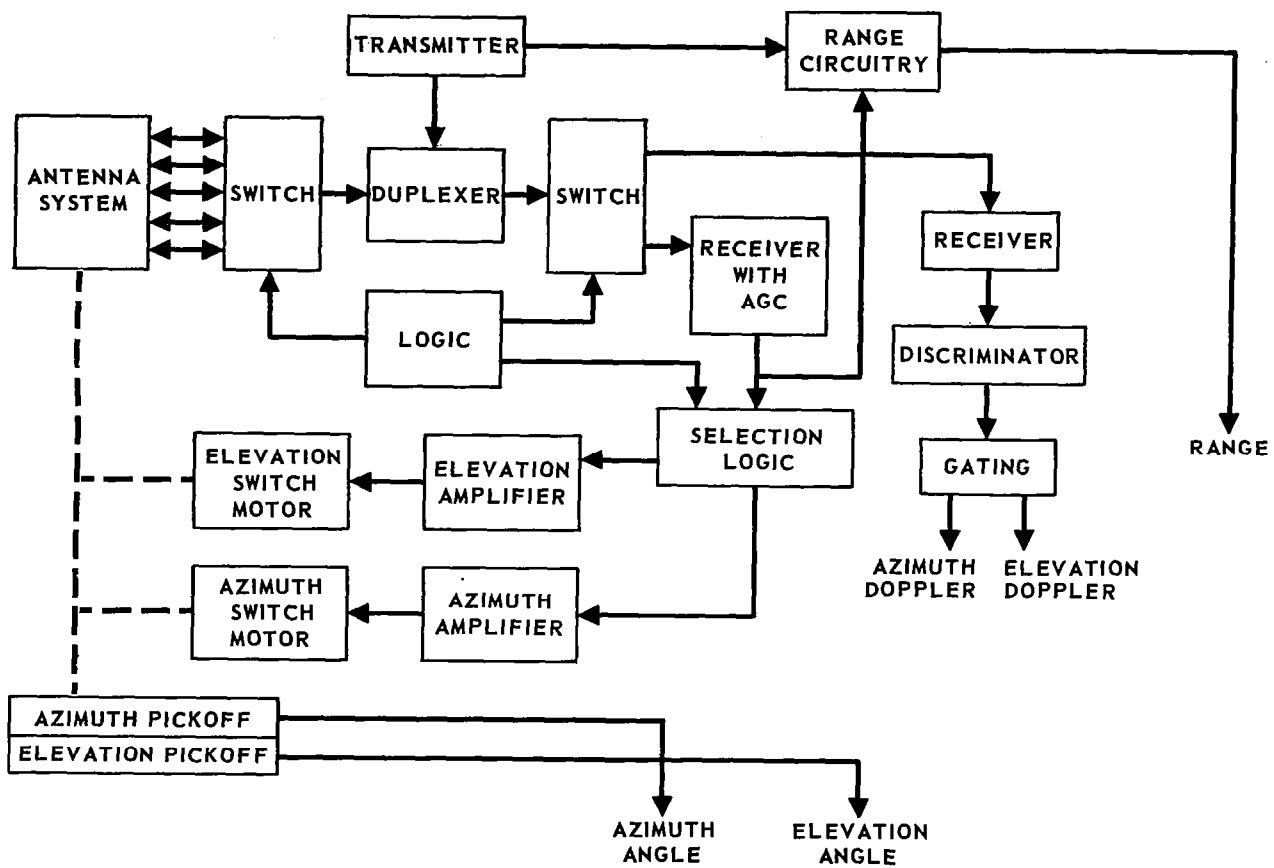 TRANSMITTER
RANGE
CIRCUITRY
ANTENNA
SYSTEM
SWITCH
DUPLEXER
SWITCH
RECEIVER
WITH
AGC
RECEIVER
LOGIC
DISCRIMINATOR
SELECTION
LOGIC
GATING
RANGE
ELEVATION
SWITCH
MOTOR
ELEVATION
AMPLIFIER
AZIMUTH
DOPPLER
ELEVATION
DOPPLER
AZIMUTH
SWITCH
MOTOR
AZIMUTH
AMPLIFIER
AZIMUTH PICKOFF
ELEVATION PICKOFF
AZIMUTH
ANGLE
ELEVATION
ANGLE